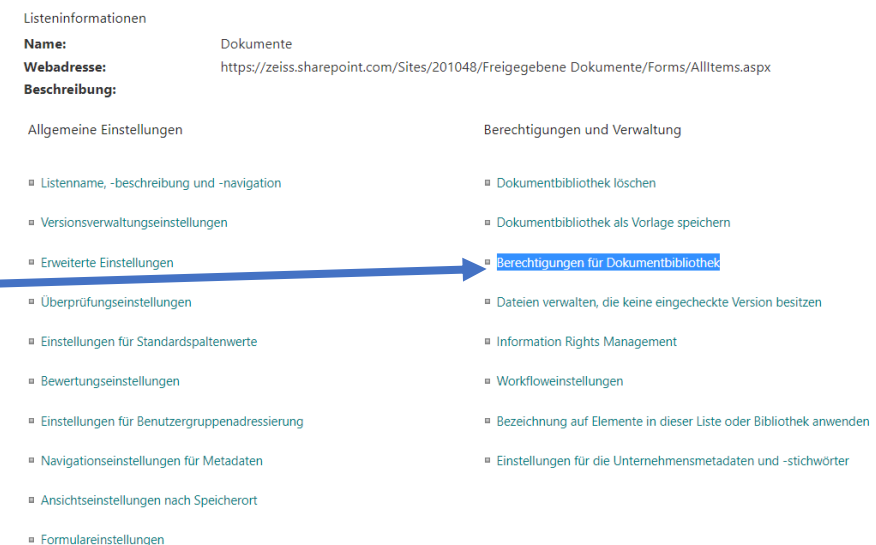 Listeninformationen
Name: Dokumente
Webadresse: https://zeiss.sharepoint.com/Sites/201048/Freigegebene Dokumente/Forms/AllItems.aspx
Beschreibung:
Allgemeine Einstellungen
Listenname, -beschreibung und -navigation
Versionsverwaltungseinstellungen
Erweiterte Einstellungen
Überprüfungseinstellungen
Einstellungen für Standardspaltenwerte
Bewertungseinstellungen
Einstellungen für Benutzergruppenadressierung
Navigationseinstellungen für Metadaten
Ansichtseinstellungen nach Speicherort
Formulareinstellungen
Berechtigungen und Verwaltung
Dokumentbibliothek löschen
Dokumentbibliothek als Vorlage speichern
Berechtigungen für Dokumentbibliothek
Dateien verwalten, die keine eingecheckte Version besitzen
Information Rights Management
Workfloweinstellungen
Bezeichnung auf Elemente in dieser Liste oder Bibliothek anwenden
Einstellungen für die Unternehmensmetadaten und -stichwörter